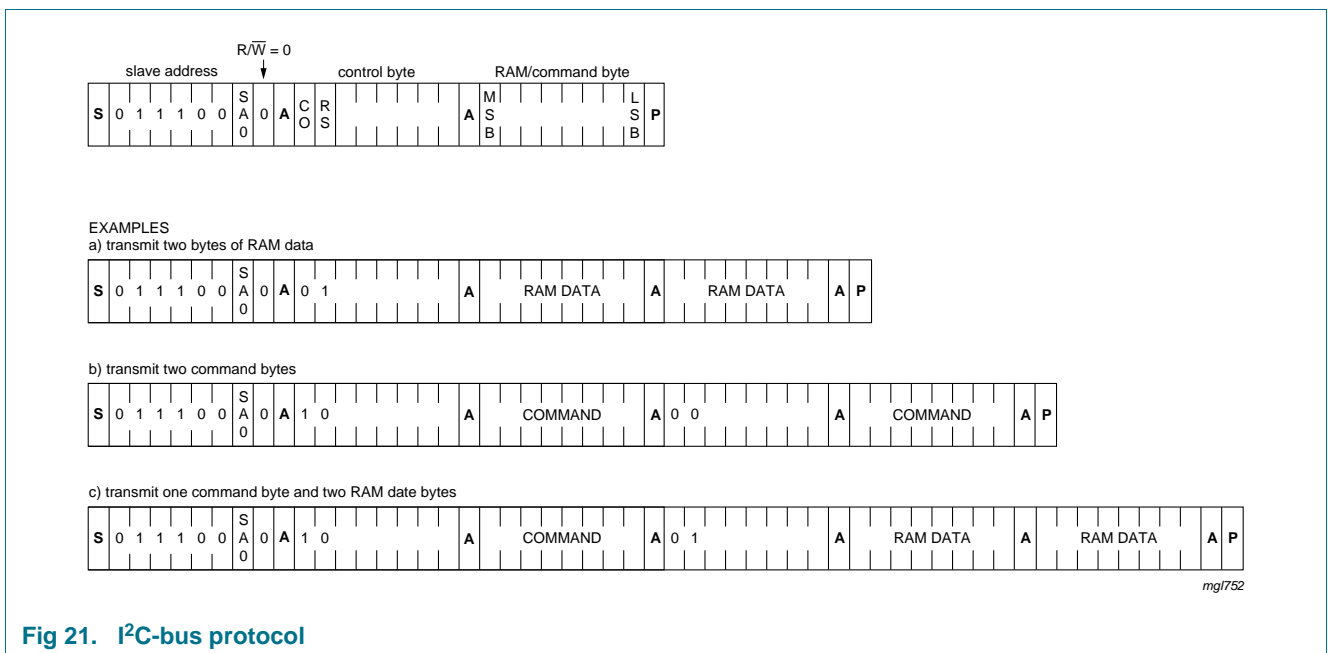 R/W̅ = 0
slave address control byte RAM/command byte
S 0 1 1 1 0 0 SA0 0 A CO RS A MSB LSB P
EXAMPLES
a) transmit two bytes of RAM data
S 0 1 1 1 0 0 SA0 0 A 0 1 A RAM DATA A RAM DATA A P
b) transmit two command bytes
S 0 1 1 1 0 0 SA0 0 A 1 0 A COMMAND A 0 0 A COMMAND A P
c) transmit one command byte and two RAM date bytes
S 0 1 1 1 0 0 SA0 0 A 1 0 A COMMAND A 0 1 A RAM DATA A RAM DATA A P
mgl752
Fig 21. I²C-bus protocol